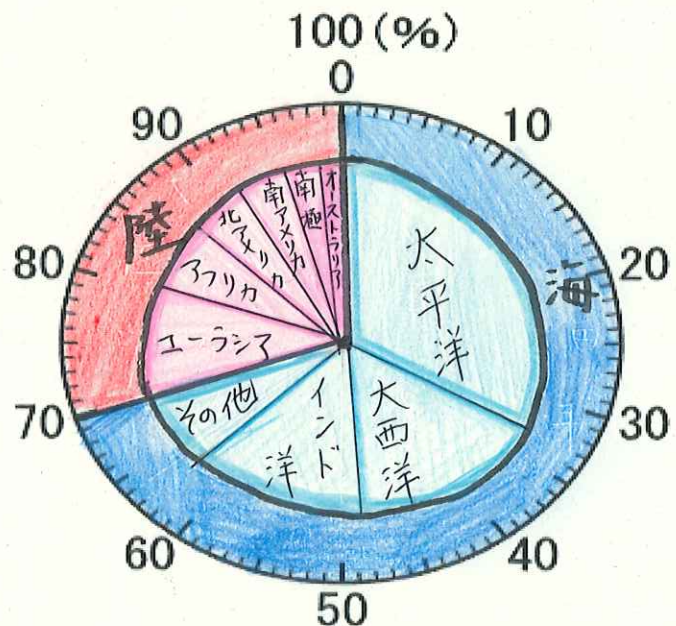 100(%)
0
10
20
30
40
50
60
70
80
90
海
陸
太平洋
大西洋
インド洋
その他
ユーラシア
アフリカ
北アメリカ
南アメリカ
南極
オーストラリア